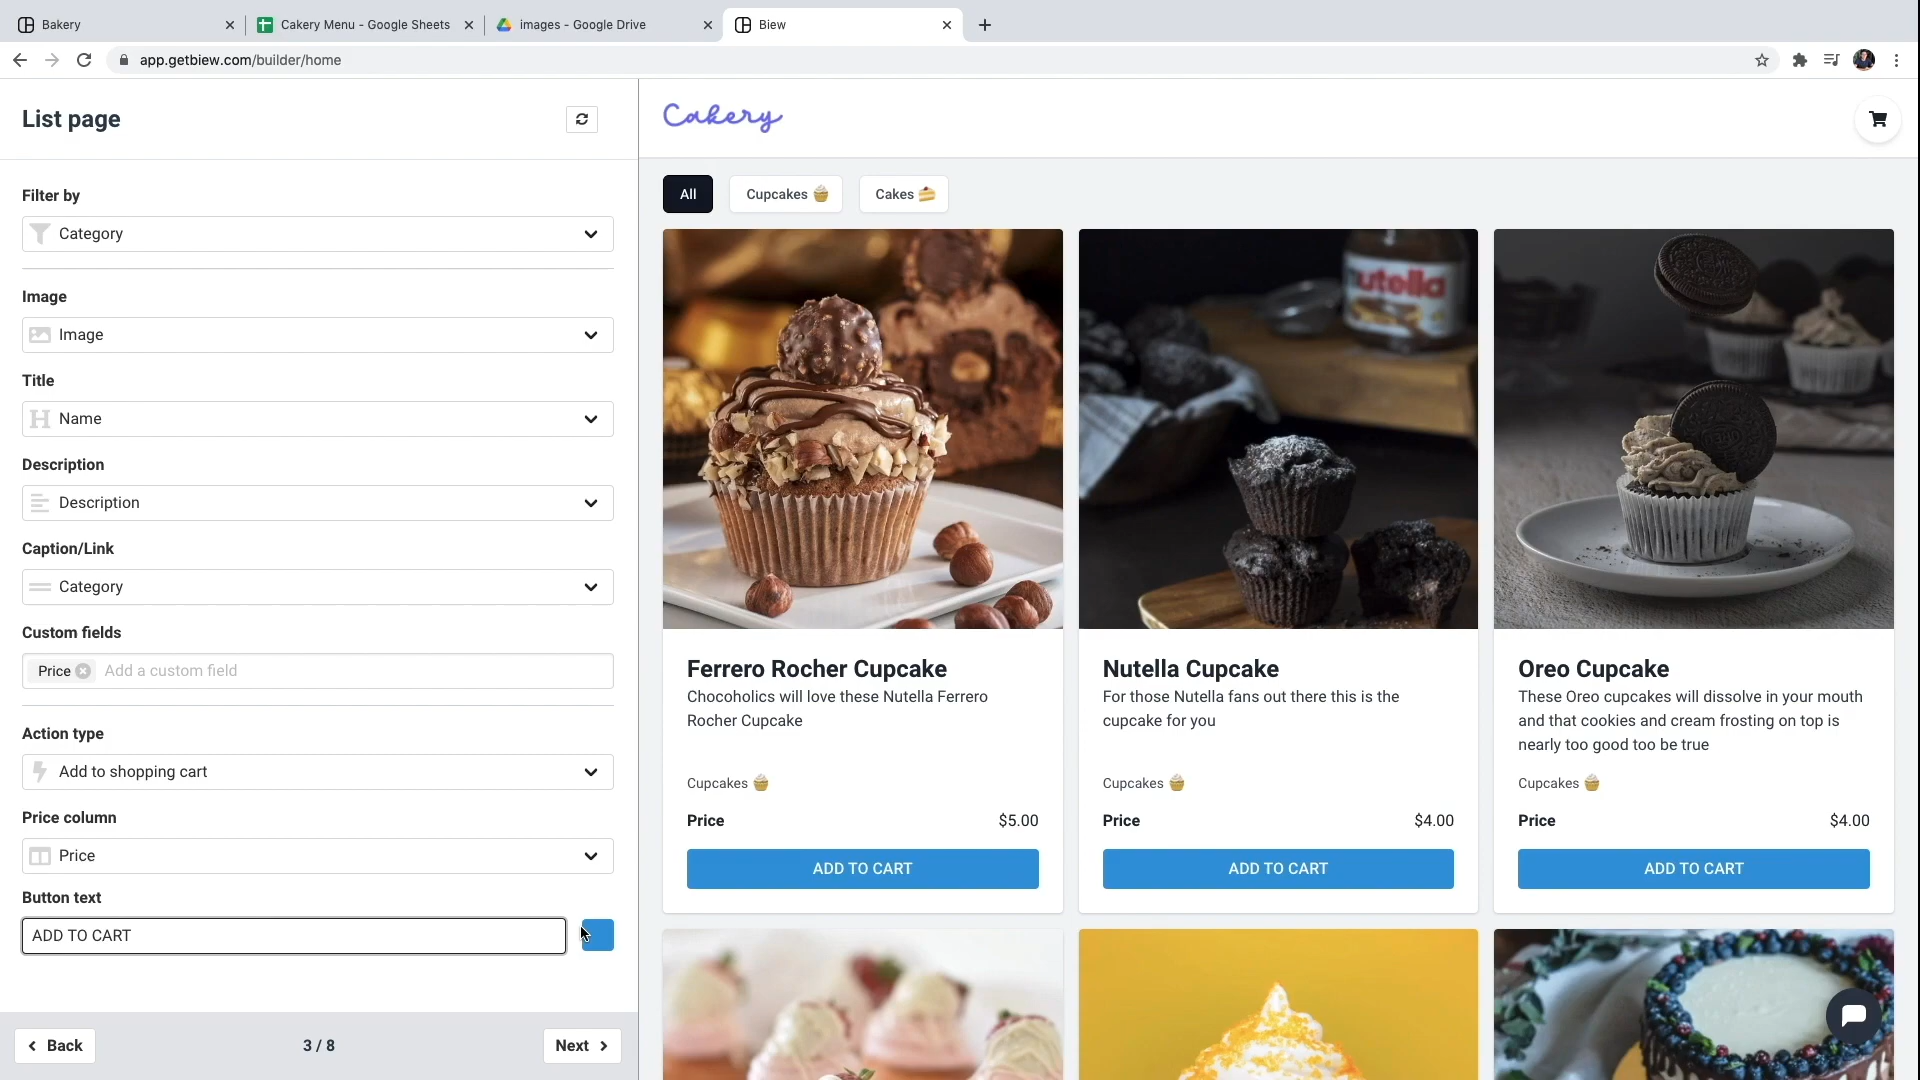 Bakery
Cakery Menu - Google Sheets
images - Google Drive
Biew
app.getbiew.com/builder/home
List page
Filter by
Category
Image
Image
Title
Name
Description
Description
Caption/Link
Category
Custom fields
Price
Add a custom field
Action type
Add to shopping cart
Price column
Price
Button text
ADD TO CART
Back
3 / 8
Next
Cakery
All
Cupcakes 🧁
Cakes 🍰
nutella
Ferrero Rocher Cupcake
Chocoholics will love these Nutella Ferrero
Rocher Cupcake
Cupcakes 🧁
Price $5.00
ADD TO CART
Nutella Cupcake
For those Nutella fans out there this is the
cupcake for you
Cupcakes 🧁
Price $4.00
ADD TO CART
Oreo Cupcake
These Oreo cupcakes will dissolve in your mouth
and that cookies and cream frosting on top is
nearly too good too be true
Cupcakes 🧁
Price $4.00
ADD TO CART